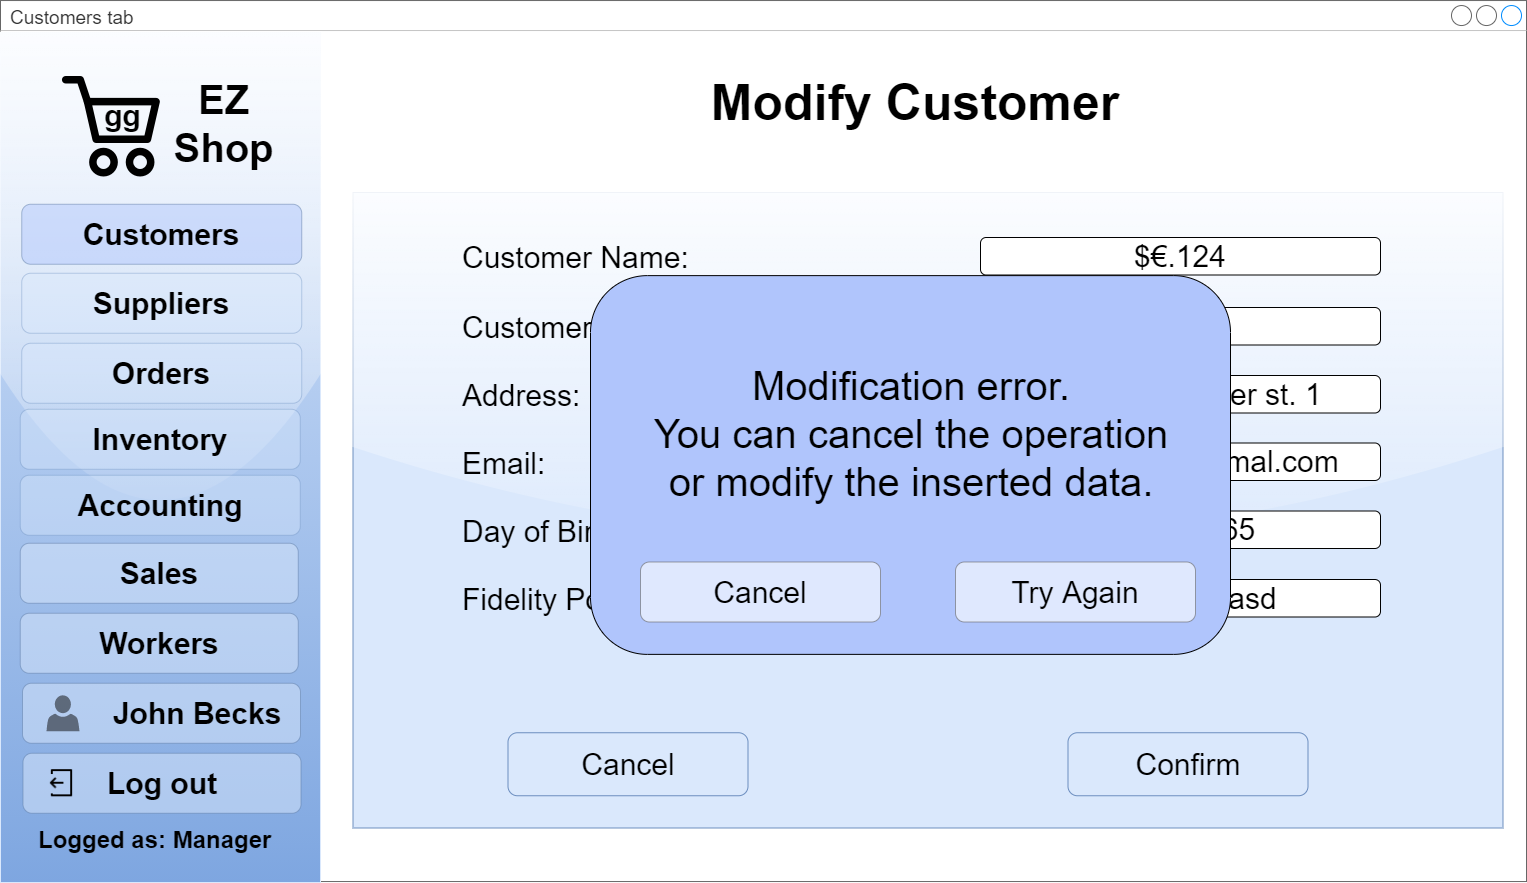 Customers tab
gg
EZ
Shop
Customers
Suppliers
Orders
Inventory
Accounting
Sales
Workers
John Becks
Log out
Logged as: Manager
Modify Customer
Customer Name: $€.124
Customer
Address: er st. 1
Email: mal.com
Day of 65
Fidelity asd
Modification error.
You can cancel the operation
or modify the inserted data.
Cancel Try Again
Cancel Confirm